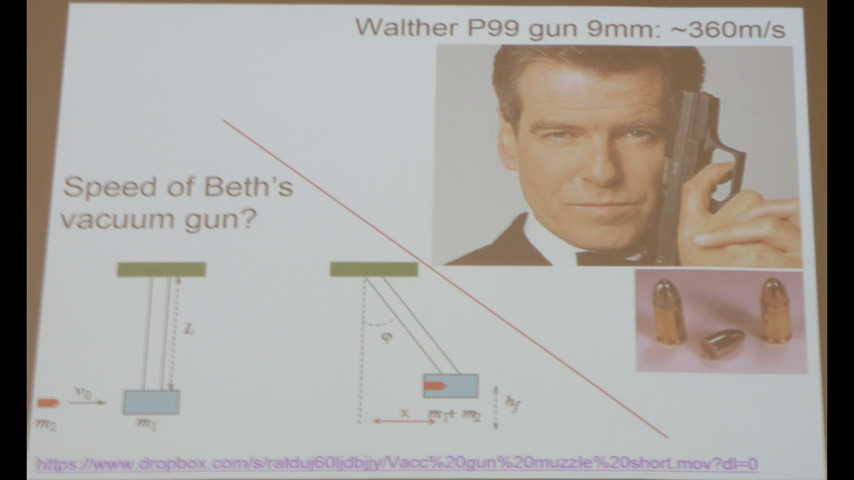 Walther P99 gun 9mm: ~360m/s
Speed of Beth's
vacuum gun?
L
φ
v₀
m₂
m₁
x
m₁+ m₂
h_f
https://www.dropbox.com/s/ratduj60ljdbjjy/Vacc%20gun%20muzzle%20short.mov?dl=0